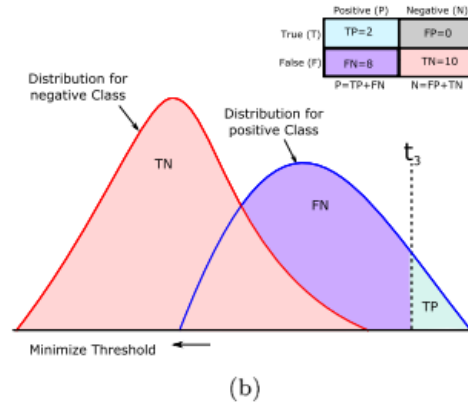 Positive (P) Negative (N)
True (T) TP=2 FP=0
False (F) FN=8 TN=10
P=TP+FN N=FP+TN
Distribution for
negative Class
Distribution for
positive Class
t3
TN
FN
TP
Minimize Threshold
(b)